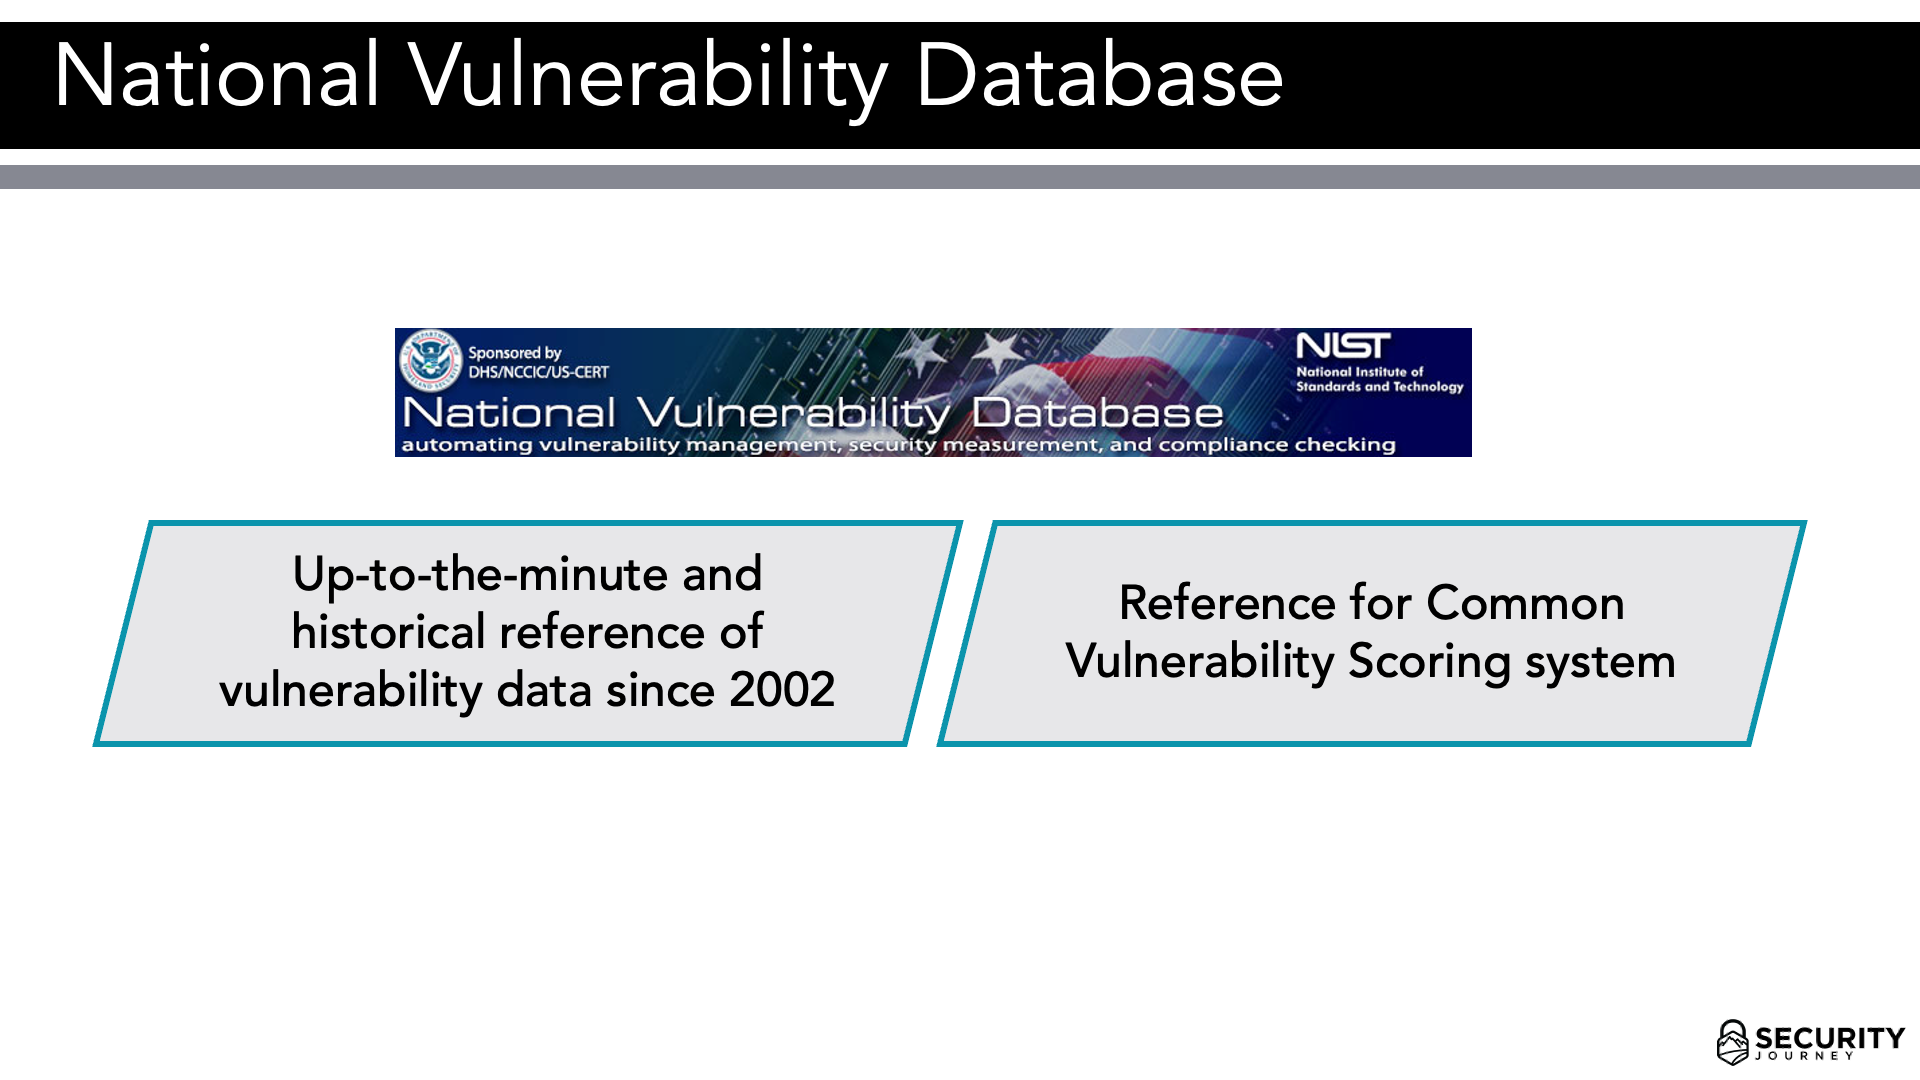 National Vulnerability Database
Sponsored by
DHS/NCCIC/US-CERT
NIST
National Institute of
Standards and Technology
National Vulnerability Database
automating vulnerability management, security measurement, and compliance checking
Up-to-the-minute and
historical reference of
vulnerability data since 2002
Reference for Common
Vulnerability Scoring system
SECURITY
JOURNEY